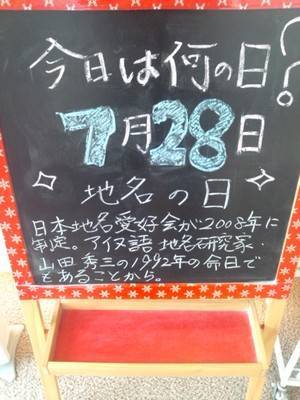 今日は何の日?
7月28日
地名の日
日本地名愛好会が2008年に
制定。アイヌ語 地名研究家・
山田 秀三の1992年の命日で
もあることから。